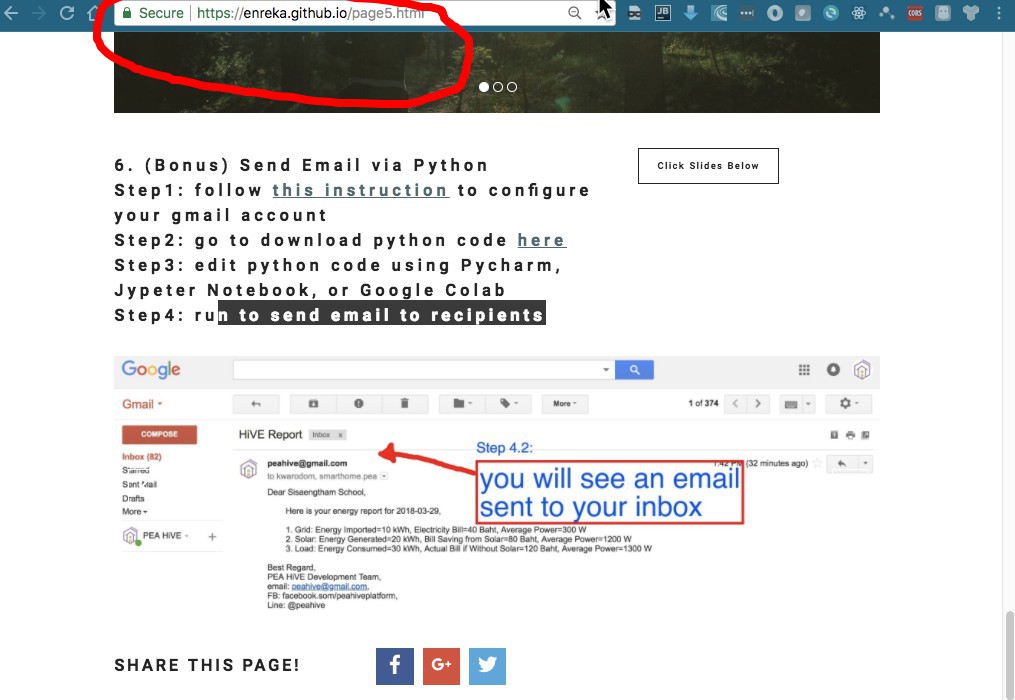 Secure
https://enreka.github.io/page5.html
JB
CORS
6. (Bonus) Send Email via Python
Click Slides Below
Step1: follow this instruction to configure
your gmail account
Step2: go to download python code here
Step3: edit python code using Pycharm,
Jypeter Notebook, or Google Colab
Step4: run to send email to recipients
Google
Gmail
More
1 of 374
COMPOSE
HiVE Report Inbox x
Step 4.2:
Inbox (82)
peahive@gmail.com
1:42 PM (32 minutes ago)
Starred
to kwarodom, smarthome.pea
you will see an email
Sent Mail
Dear Sisaengtham School,
sent to your inbox
Drafts
More
Here is your energy report for 2018-03-29,
1. Grid: Energy Imported=10 kWh, Electricity Bill=40 Baht, Average Power=300 W
PEA HiVE
2. Solar: Energy Generated=20 kWh, Bill Saving from Solar=80 Baht, Average Power=1200 W
3. Load: Energy Consumed=30 kWh, Actual Bill if Without Solar=120 Baht, Average Power=1300 W
Best Regard,
PEA HiVE Development Team,
email: peahive@gmail.com,
FB: facebook.som/peahiveplatform,
Line: @peahive
SHARE THIS PAGE!
f
G+